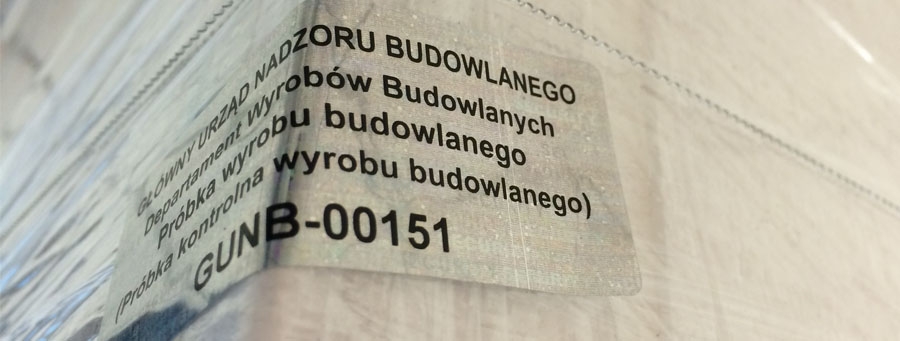 GŁÓWNY URZĄD NADZORU BUDOWLANEGO
Departament Wyrobów Budowlanych
Próbka wyrobu budowlanego
(Próbka kontrolna wyrobu budowlanego)
GUNB-00151